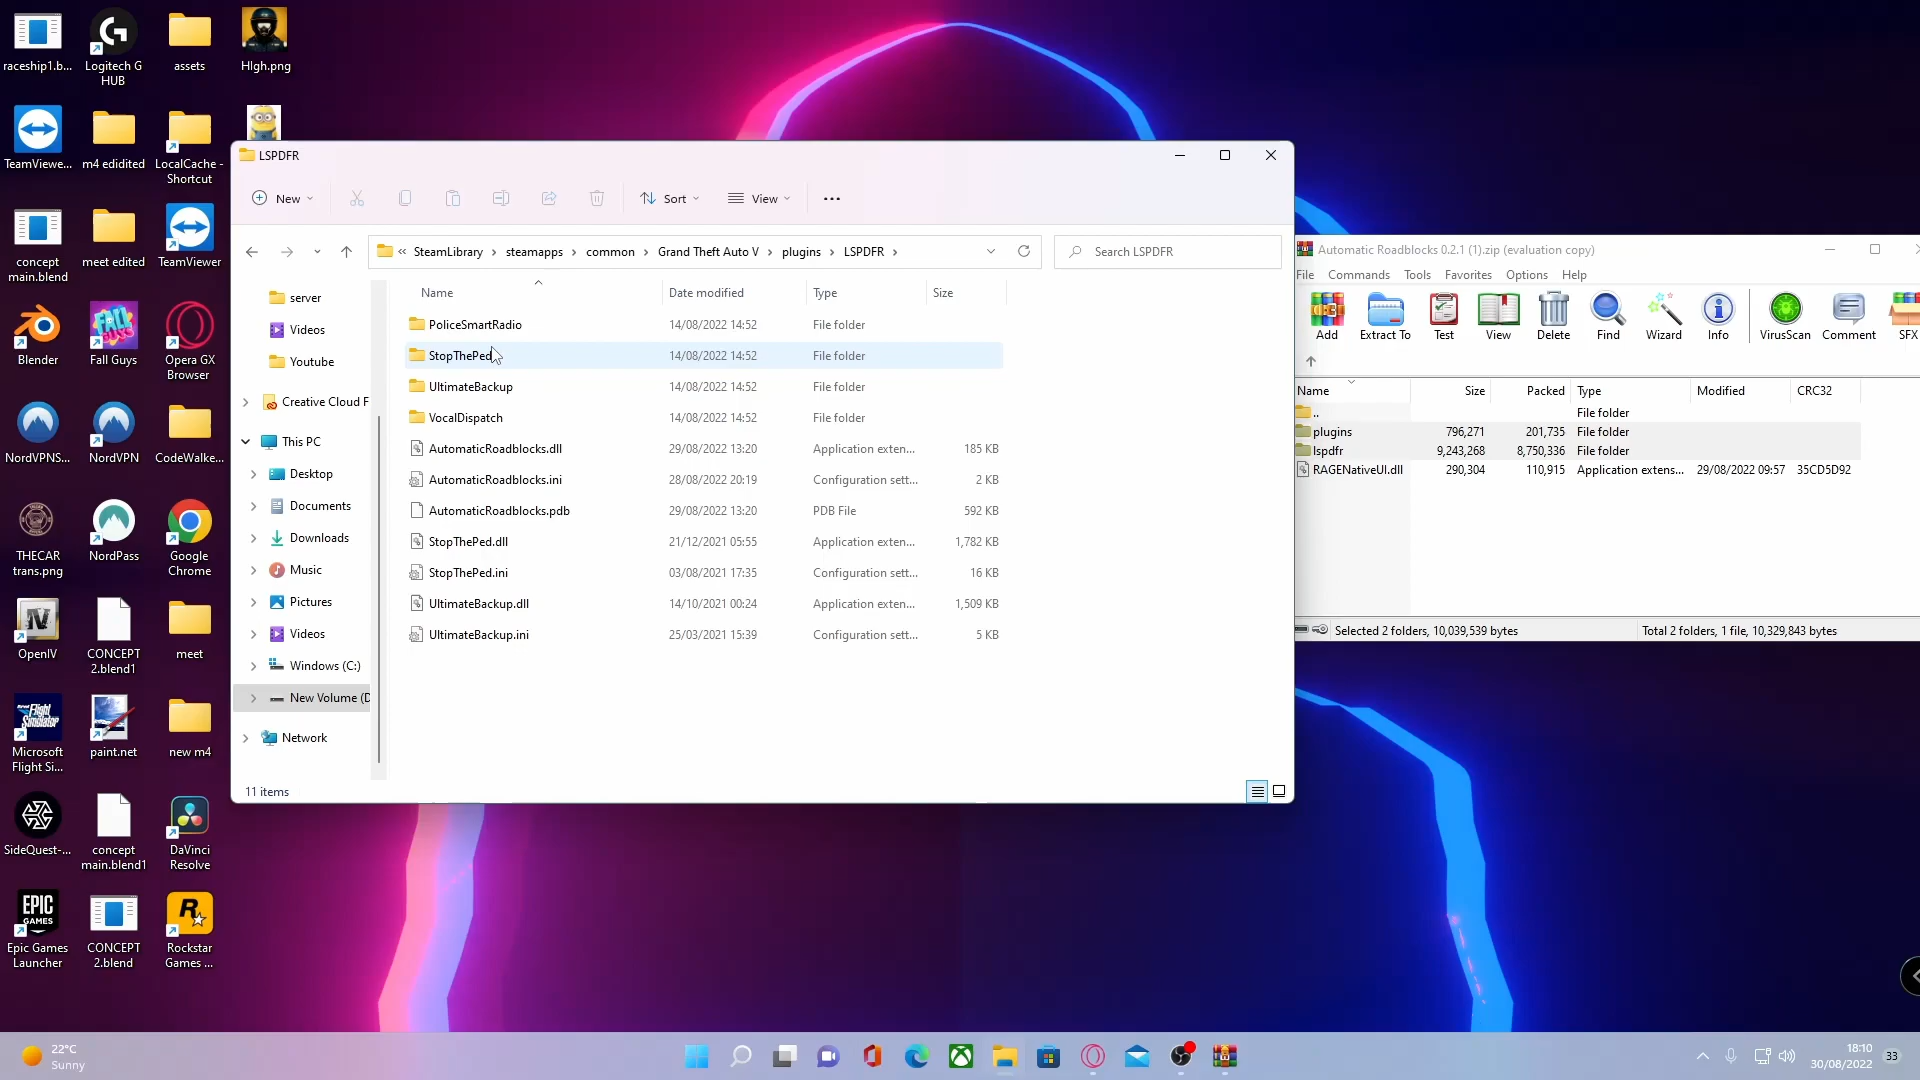 raceship1.b...
Logitech G
HUB
assets
HIgh.png
TeamViewe...
m4 edidited
LocalCache -
Shortcut
concept
main.blend
meet edited
TeamViewer
Blender
Fall Guys
Opera GX
Browser
NordVPNS...
NordVPN
CodeWalke...
THECAR
trans.png
NordPass
Google
Chrome
OpenIV
CONCEPT
2.blend1
meet
Microsoft
Flight Si...
paint.net
new m4
SideQuest-...
concept
main.blend1
DaVinci
Resolve
Epic Games
Launcher
CONCEPT
2.blend
Rockstar
Games ...
LSPDFR
New
Sort
View
« SteamLibrary > steamapps > common > Grand Theft Auto V > plugins > LSPDFR >
Search LSPDFR
server
Videos
Youtube
Creative Cloud F
This PC
Desktop
Documents
Downloads
Music
Pictures
Videos
Windows (C:)
New Volume (D
Network
Name Date modified Type Size
PoliceSmartRadio 14/08/2022 14:52 File folder
StopThePed 14/08/2022 14:52 File folder
UltimateBackup 14/08/2022 14:52 File folder
VocalDispatch 14/08/2022 14:52 File folder
AutomaticRoadblocks.dll 29/08/2022 13:20 Application exten... 185 KB
AutomaticRoadblocks.ini 28/08/2022 20:19 Configuration sett... 2 KB
AutomaticRoadblocks.pdb 29/08/2022 13:20 PDB File 592 KB
StopThePed.dll 21/12/2021 05:55 Application exten... 1,782 KB
StopThePed.ini 03/08/2021 17:35 Configuration sett... 16 KB
UltimateBackup.dll 14/10/2021 00:24 Application exten... 1,509 KB
UltimateBackup.ini 25/03/2021 15:39 Configuration sett... 5 KB
11 items
Automatic Roadblocks 0.2.1 (1).zip (evaluation copy)
File Commands Tools Favorites Options Help
Add Extract To Test View Delete Find Wizard Info VirusScan Comment SFX
Name Size Packed Type Modified CRC32
.. File folder
plugins 796,271 201,735 File folder
lspdfr 9,243,268 8,750,336 File folder
RAGENativeUI.dll 290,304 110,915 Application extens... 29/08/2022 09:57 35CD5D92
Selected 2 folders, 10,039,539 bytes
Total 2 folders, 1 file, 10,329,843 bytes
22°C
Sunny
18:10
30/08/2022
33